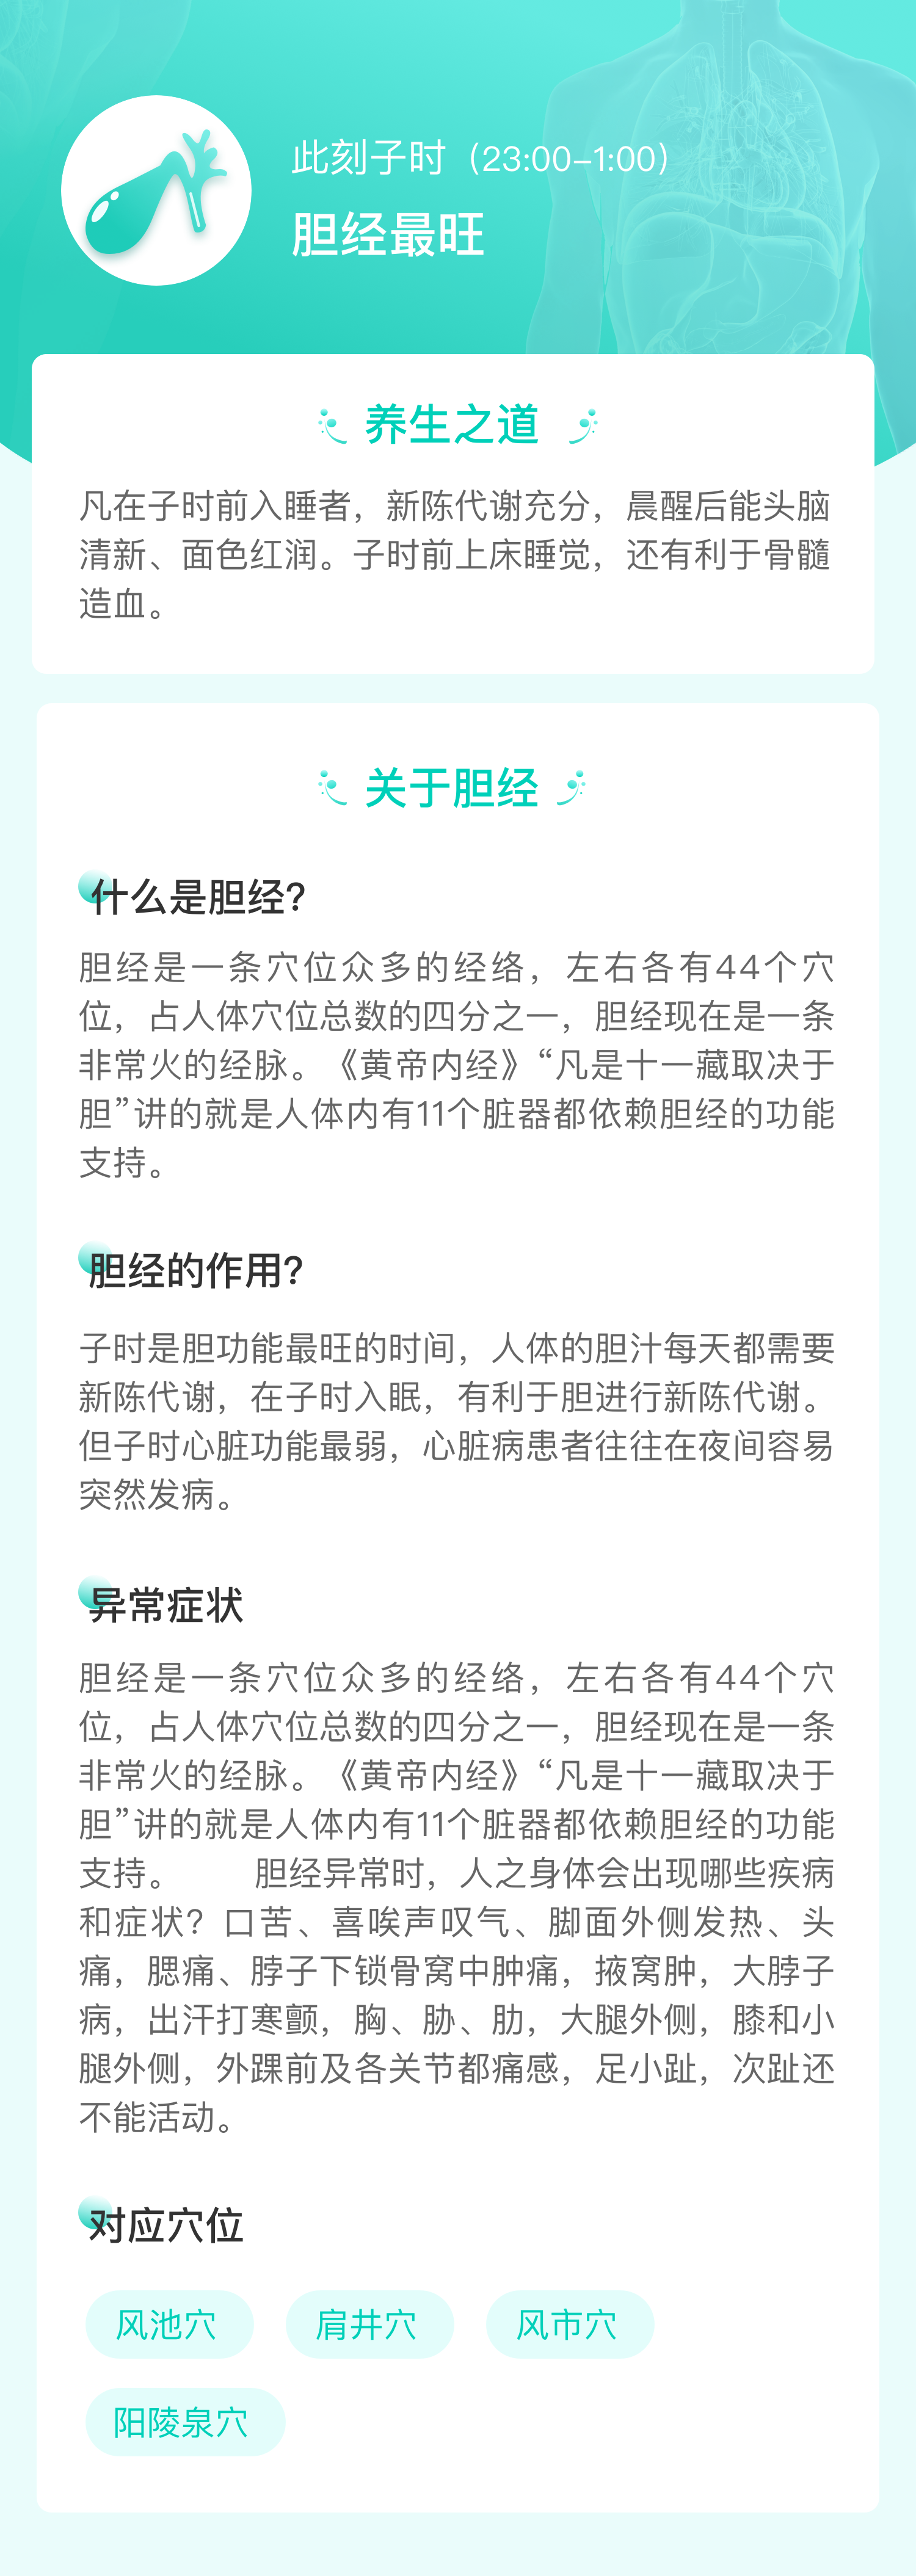 此刻子时（23:00-1:00）
胆经最旺
养生之道
凡在子时前入睡者，新陈代谢充分，晨醒后能头脑
清新、面色红润。子时前上床睡觉，还有利于骨髓
造血。
关于胆经
什么是胆经?
胆经是一条穴位众多的经络，左右各有44个穴
位，占人体穴位总数的四分之一，胆经现在是一条
非常火的经脉。《黄帝内经》“凡是十一藏取决于
胆”讲的就是人体内有11个脏器都依赖胆经的功能
支持。
胆经的作用?
子时是胆功能最旺的时间，人体的胆汁每天都需要
新陈代谢，在子时入眠，有利于胆进行新陈代谢。
但子时心脏功能最弱，心脏病患者往往在夜间容易
突然发病。
异常症状
胆经是一条穴位众多的经络，左右各有44个穴
位，占人体穴位总数的四分之一，胆经现在是一条
非常火的经脉。《黄帝内经》“凡是十一藏取决于
胆”讲的就是人体内有11个脏器都依赖胆经的功能
支持。　　胆经异常时，人之身体会出现哪些疾病
和症状？口苦、喜唉声叹气、脚面外侧发热、头
痛，腮痛、脖子下锁骨窝中肿痛，掖窝肿，大脖子
病，出汗打寒颤，胸、胁、肋，大腿外侧，膝和小
腿外侧，外踝前及各关节都痛感，足小趾，次趾还
不能活动。
对应穴位
风池穴 肩井穴 风市穴
阳陵泉穴